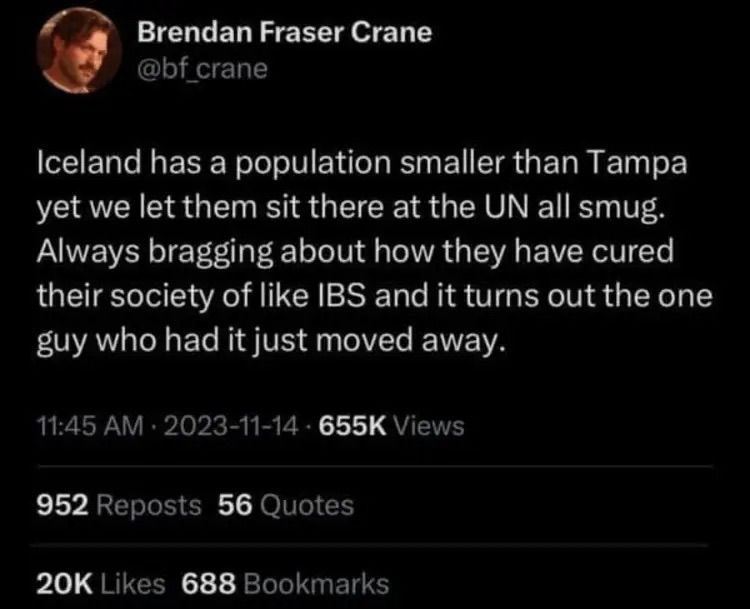 Brendan Fraser Crane
@bf_crane
Iceland has a population smaller than Tampa
yet we let them sit there at the UN all smug.
Always bragging about how they have cured
their society of like IBS and it turns out the one
guy who had it just moved away.
11:45 AM · 2023-11-14 · 655K Views
952 Reposts 56 Quotes
20K Likes 688 Bookmarks